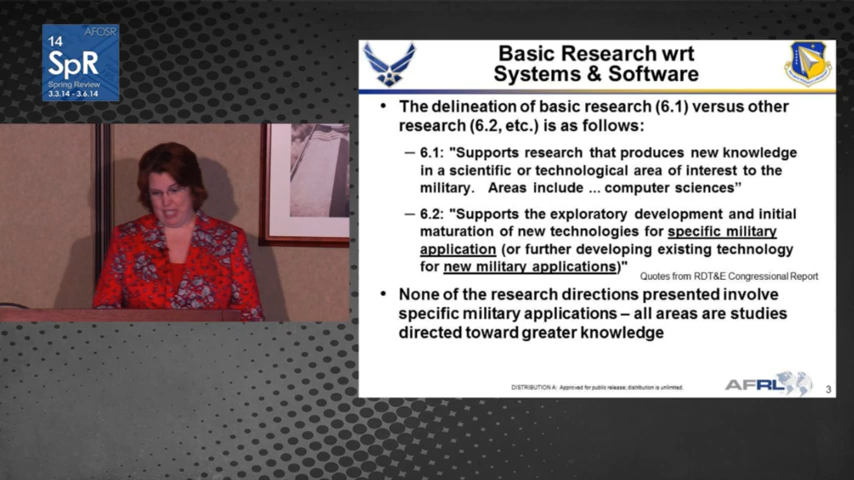 AFOSR
14
SpR
Spring Review
3.3.14 - 3.6.14
Basic Research wrt
Systems & Software
• The delineation of basic research (6.1) versus other
research (6.2, etc.) is as follows:
– 6.1: "Supports research that produces new knowledge
in a scientific or technological area of interest to the
military. Areas include ... computer sciences”
– 6.2: "Supports the exploratory development and initial
maturation of new technologies for specific military
application (or further developing existing technology
for new military applications)"
Quotes from RDT&E Congressional Report
• None of the research directions presented involve
specific military applications – all areas are studies
directed toward greater knowledge
DISTRIBUTION A: Approved for public release; distribution is unlimited.
AFRL
3